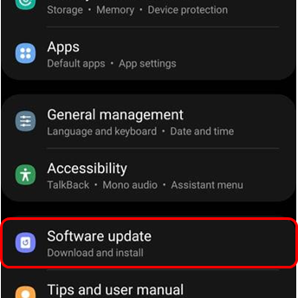 Storage • Memory • Device protection
Apps
Default apps • App settings
General management
Language and keyboard • Date and time
Accessibility
TalkBack • Mono audio • Assistant menu
Software update
Download and install
Tips and user manual